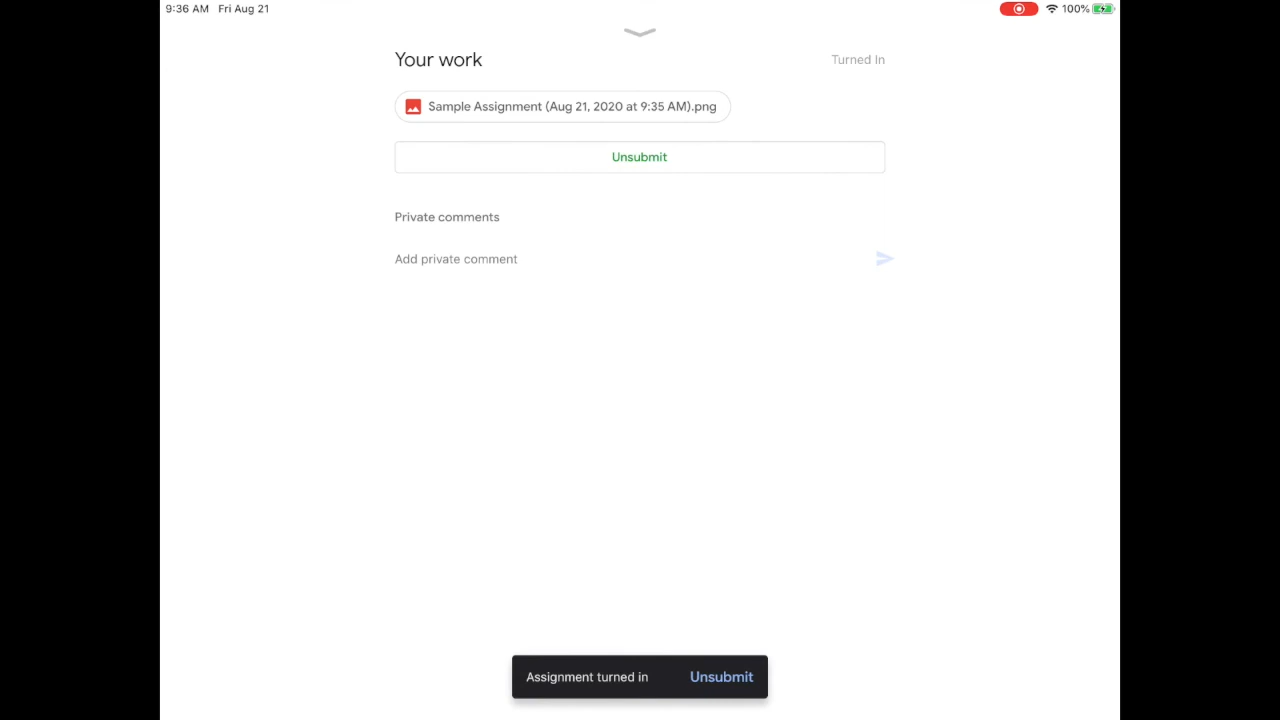 9:36 AM Fri Aug 21 100%
Your work Turned In
Sample Assignment (Aug 21, 2020 at 9:35 AM).png
Unsubmit
Private comments
Add private comment
Assignment turned in Unsubmit